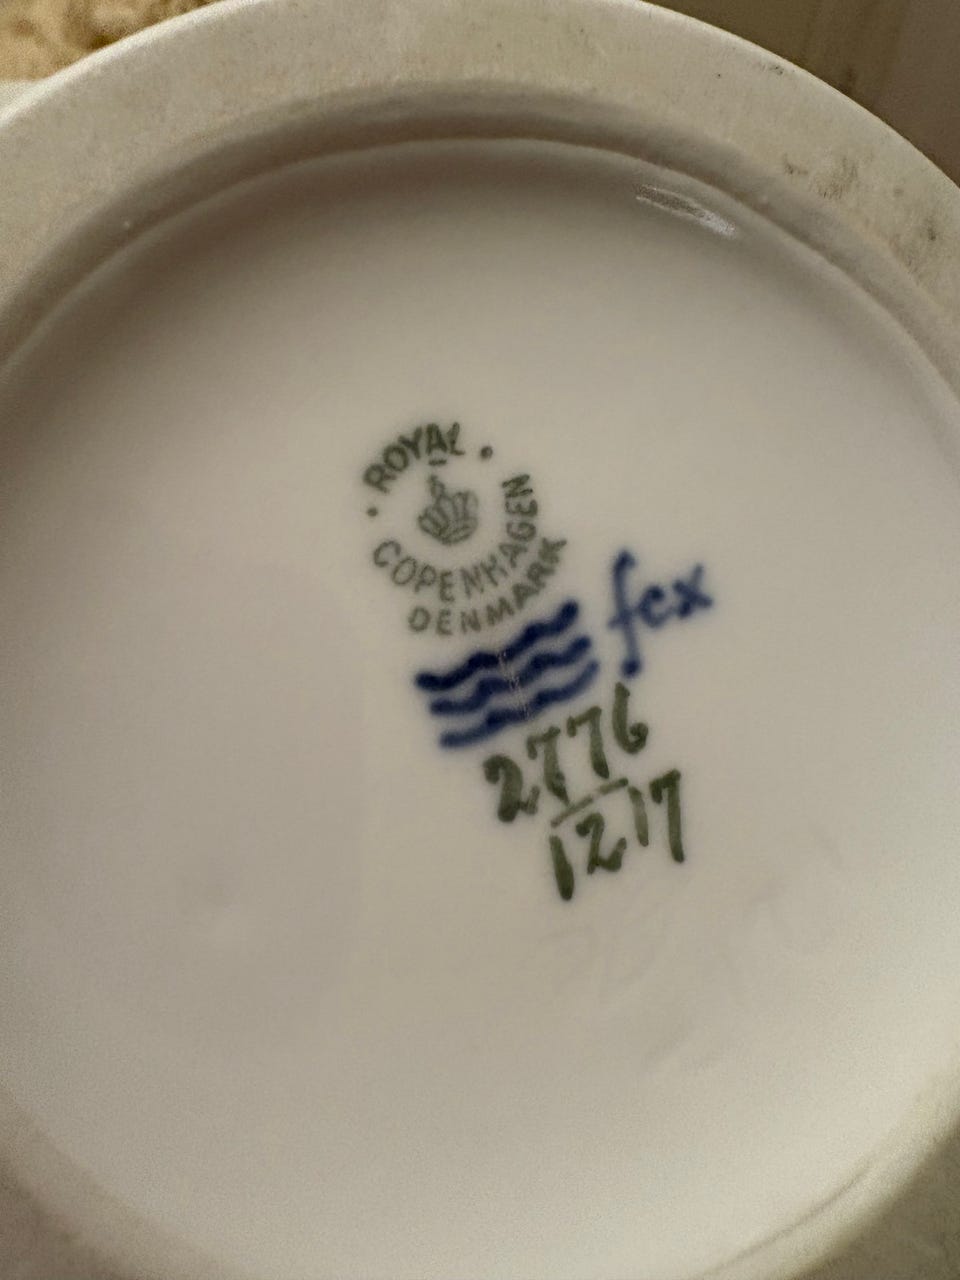 · ROYAL ·
COPENHAGEN
DENMARK
fcx
2776
1217